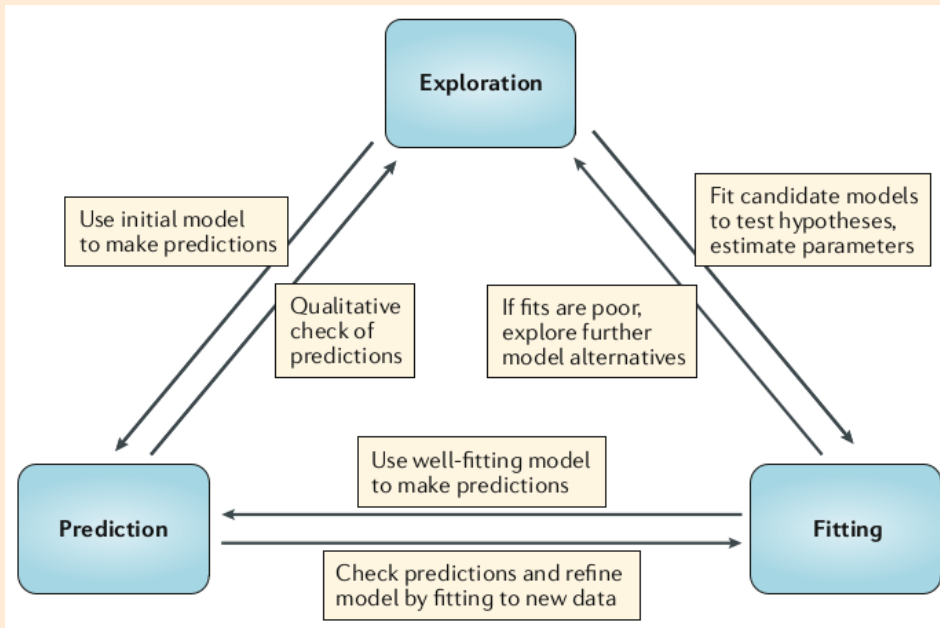 Exploration
Use initial model
to make predictions
Fit candidate models
to test hypotheses,
estimate parameters
Qualitative
check of
predictions
If fits are poor,
explore further
model alternatives
Use well-fitting model
to make predictions
Prediction
Fitting
Check predictions and refine
model by fitting to new data